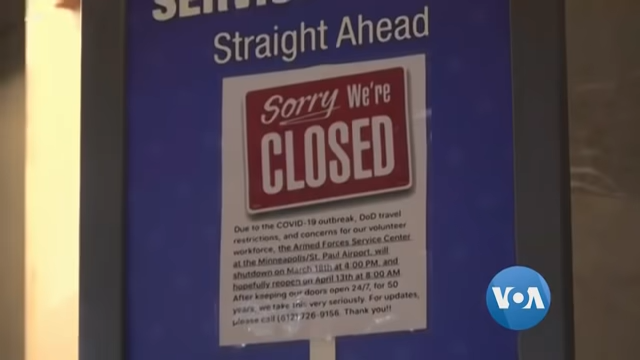 Straight Ahead
Sorry We're
CLOSED
Due to the COVID-19 outbreak, DoD travel
restrictions, and concerns for our volunteer
workforce, the Armed Forces Service Center
at the Minneapolis/St. Paul Airport, will
shutdown on March 18th at 4:00 PM, and
hopefully reopen on April 13th at 8:00 AM
After keeping our doors open 24/7, for 50
years, we take this very seriously. For updates,
please call (612)726-9156. Thank you!!
VOA